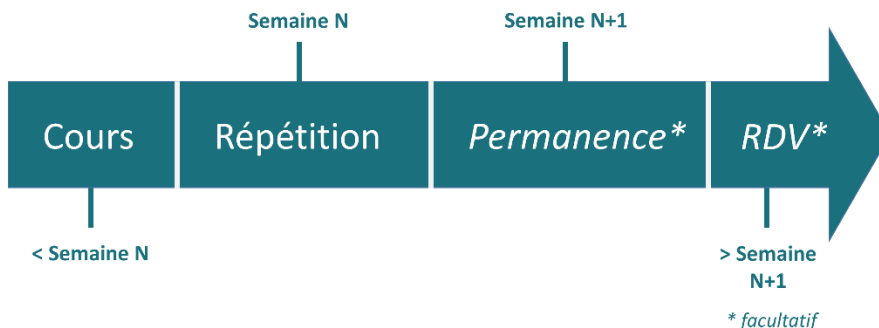 Semaine N
Semaine N+1
Cours
Répétition
Permanence*
RDV*
< Semaine N
> Semaine
N+1
* facultatif